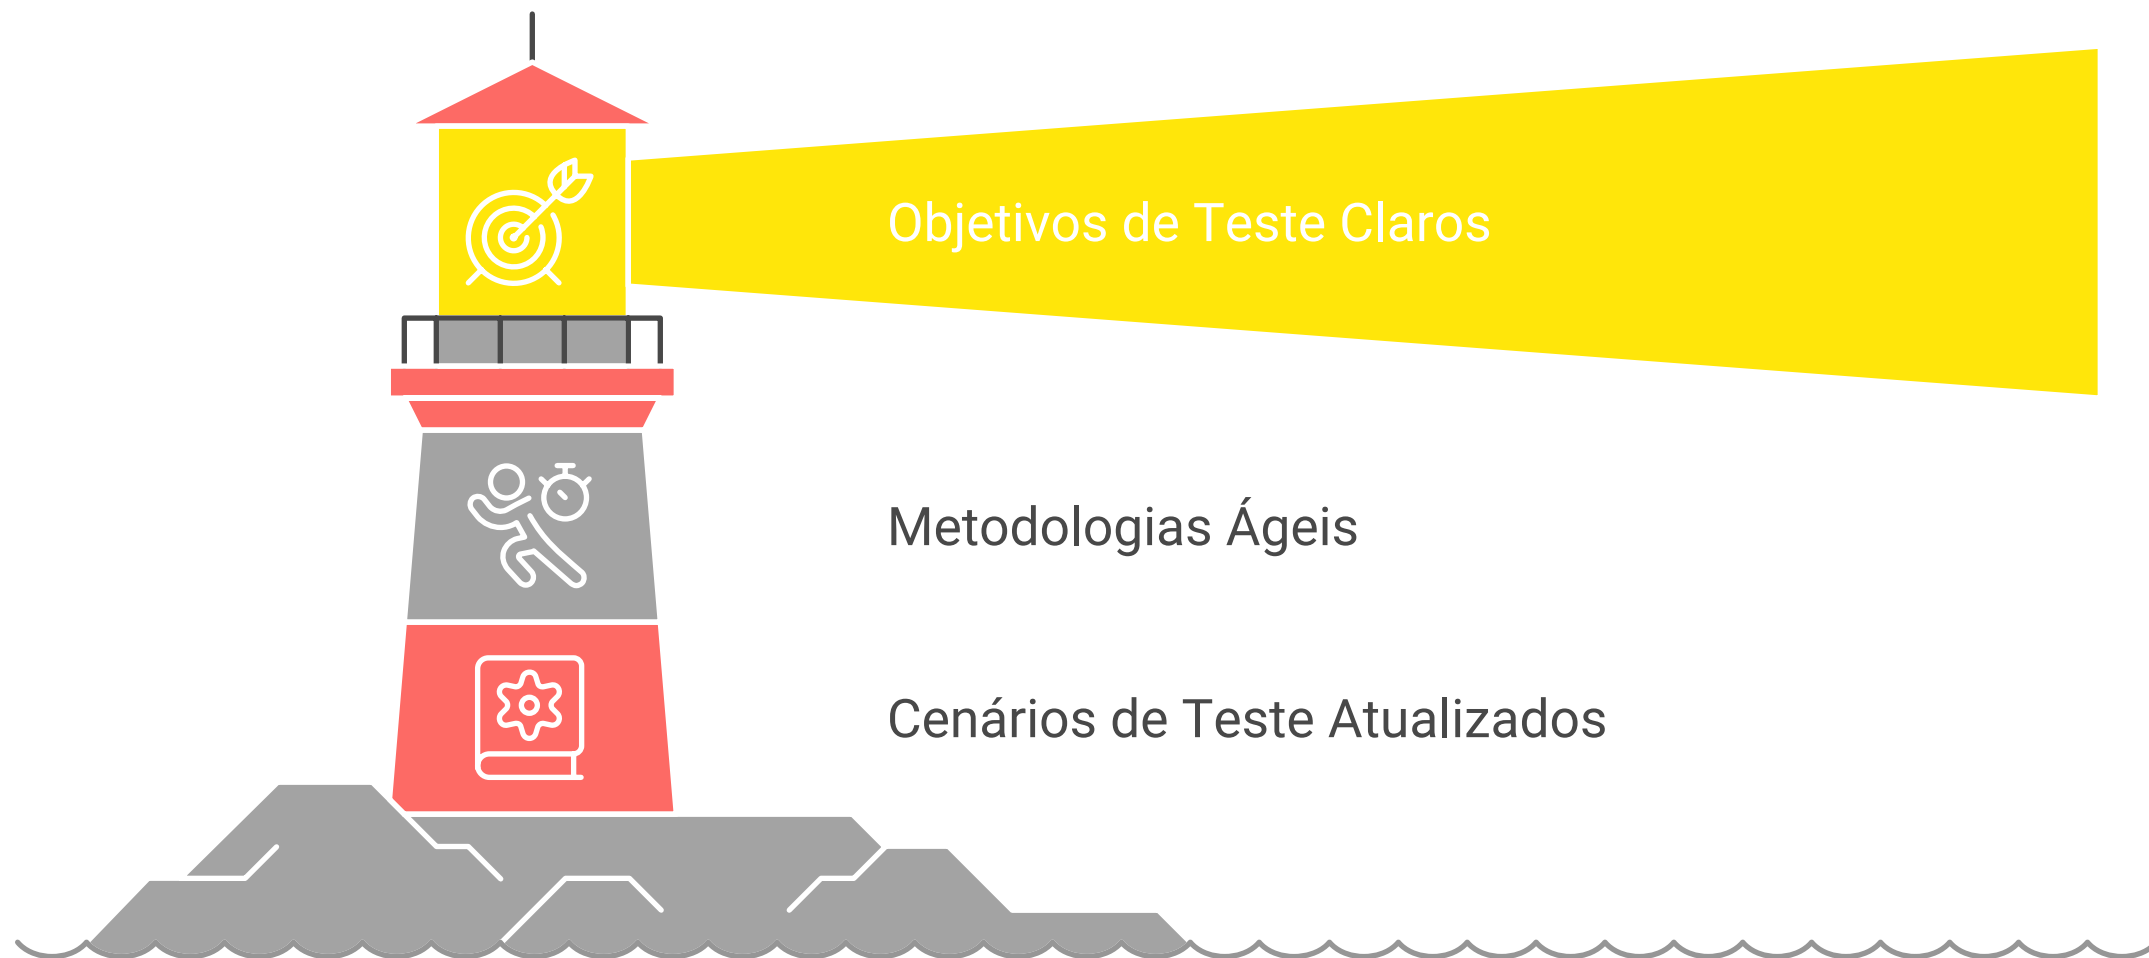 Objetivos de Teste Claros
Metodologias Ágeis
Cenários de Teste Atualizados